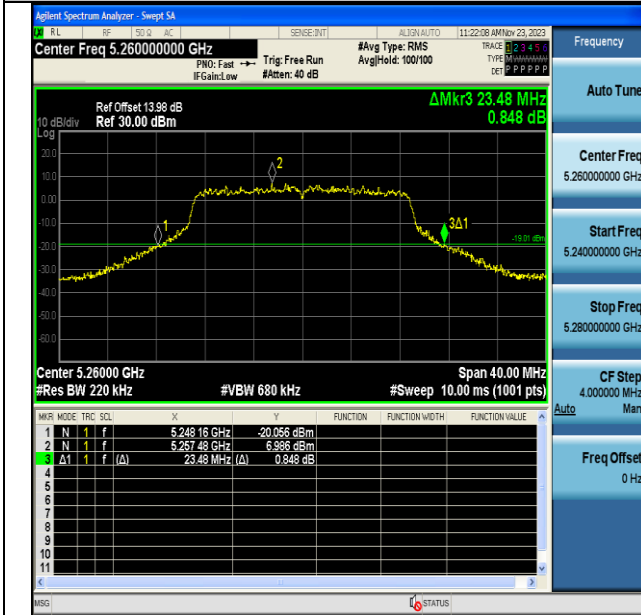 Agilent Spectrum Analyzer - Swept SA
RL RF 50 Ω AC SENSE:INT ALIGN AUTO 11:22:08 AM Nov 23, 2023
Center Freq 5.260000000 GHz #Avg Type: RMS TRACE 1 2 3 4 5 6
PNO: Fast Trig: Free Run Avg|Hold: 100/100 TYPE M
IFGain:Low #Atten: 40 dB DET P P P P P
ΔMkr3 23.48 MHz
0.848 dB
Ref Offset 13.98 dB
10 dB/div Ref 30.00 dBm
Log
20.0
10.0
0.00
-10.0
-20.0
-30.0
-40.0
-50.0
-60.0
1
2
3Δ1
-19.01 dBm
Center 5.26000 GHz Span 40.00 MHz
#Res BW 220 kHz #VBW 680 kHz #Sweep 10.00 ms (1001 pts)
MKR MODE TRC SCL X Y FUNCTION FUNCTION WIDTH FUNCTION VALUE
1 N 1 f 5.248 16 GHz -20.056 dBm
2 N 1 f 5.257 48 GHz 6.986 dBm
3 Δ1 1 f (Δ) 23.48 MHz (Δ) 0.848 dB
4
5
6
7
8
9
10
11
MSG STATUS
Frequency
Auto Tune
Center Freq
5.260000000 GHz
Start Freq
5.240000000 GHz
Stop Freq
5.280000000 GHz
CF Step
4.000000 MHz
Auto Man
Freq Offset
0 Hz